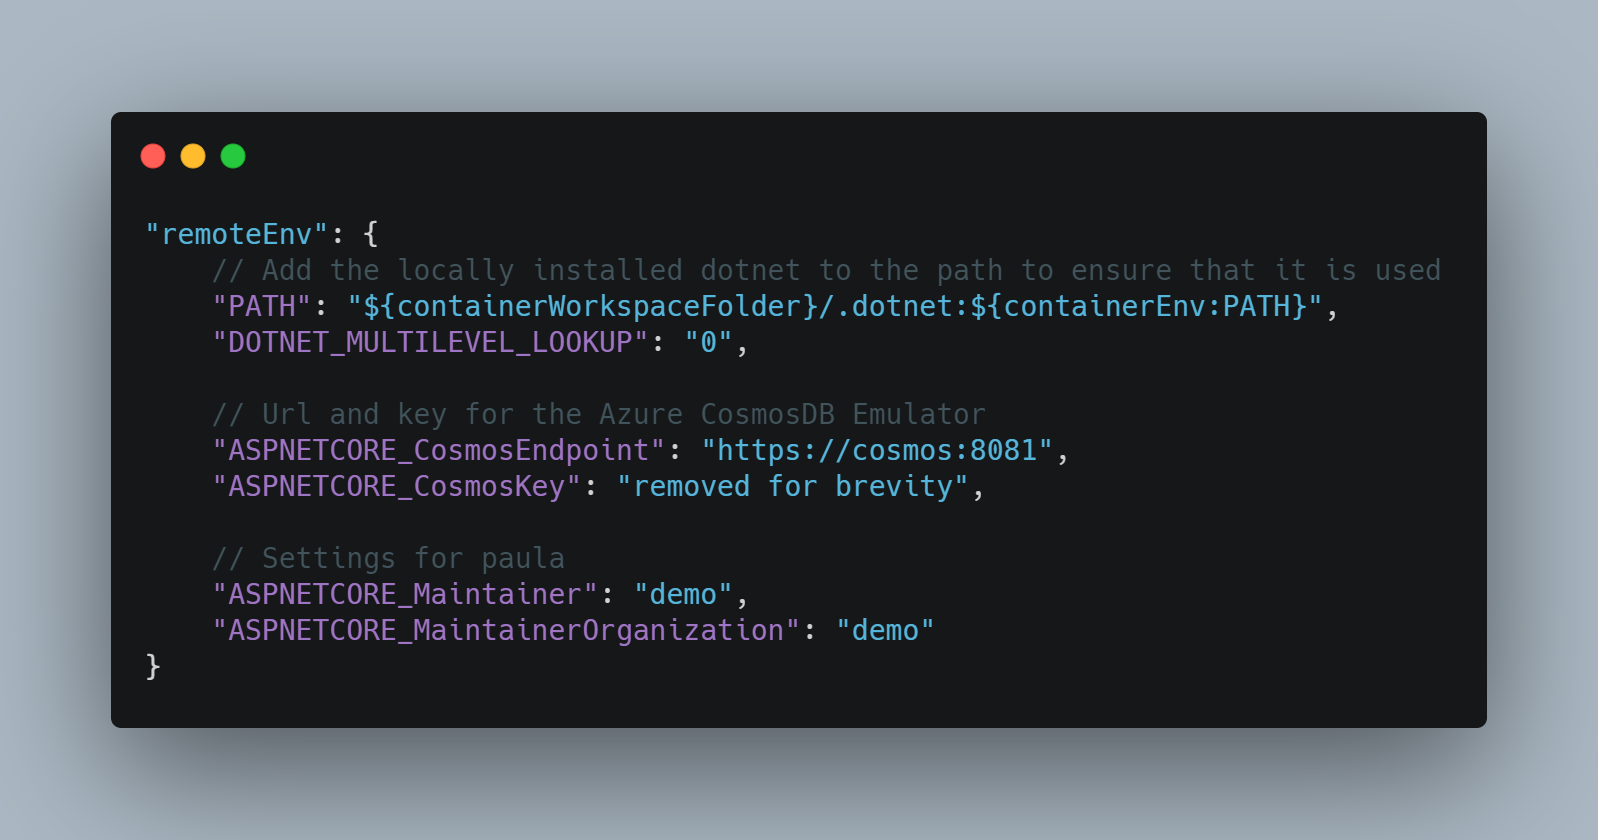 "remoteEnv": {
    // Add the locally installed dotnet to the path to ensure that it is used
    "PATH": "${containerWorkspaceFolder}/.dotnet:${containerEnv:PATH}",
    "DOTNET_MULTILEVEL_LOOKUP": "0",

    // Url and key for the Azure CosmosDB Emulator
    "ASPNETCORE_CosmosEndpoint": "https://cosmos:8081",
    "ASPNETCORE_CosmosKey": "removed for brevity",

    // Settings for paula
    "ASPNETCORE_Maintainer": "demo",
    "ASPNETCORE_MaintainerOrganization": "demo"
}